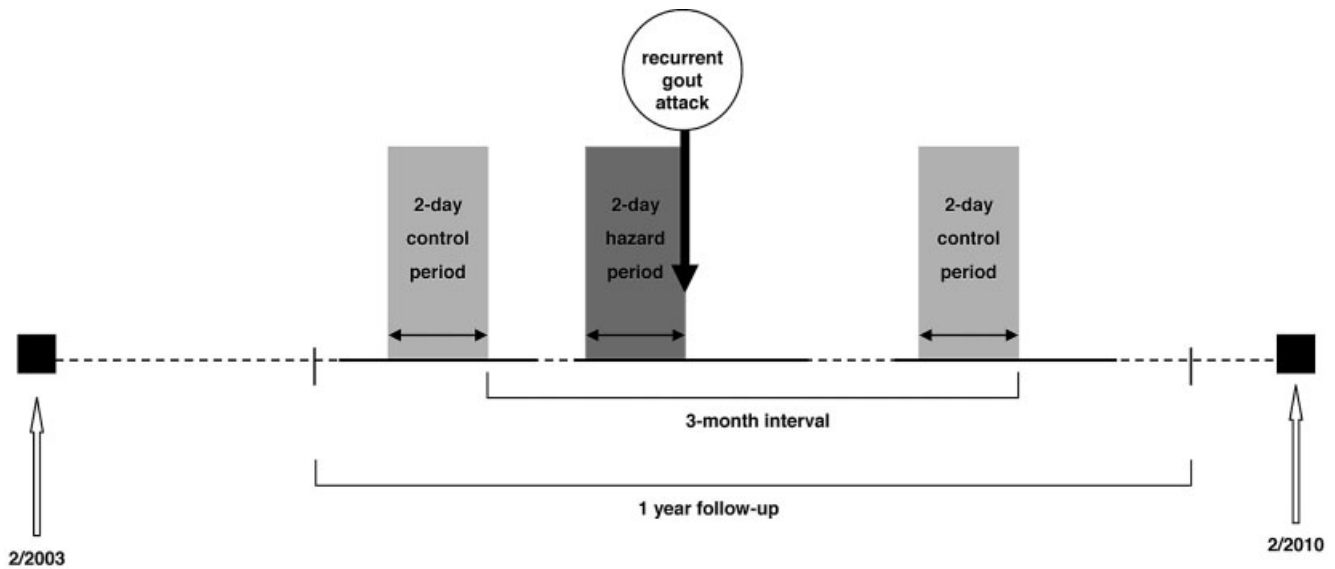 recurrent
gout
attack
2-day
control
period
2-day
hazard
period
2-day
control
period
3-month interval
1 year follow-up
2/2003
2/2010